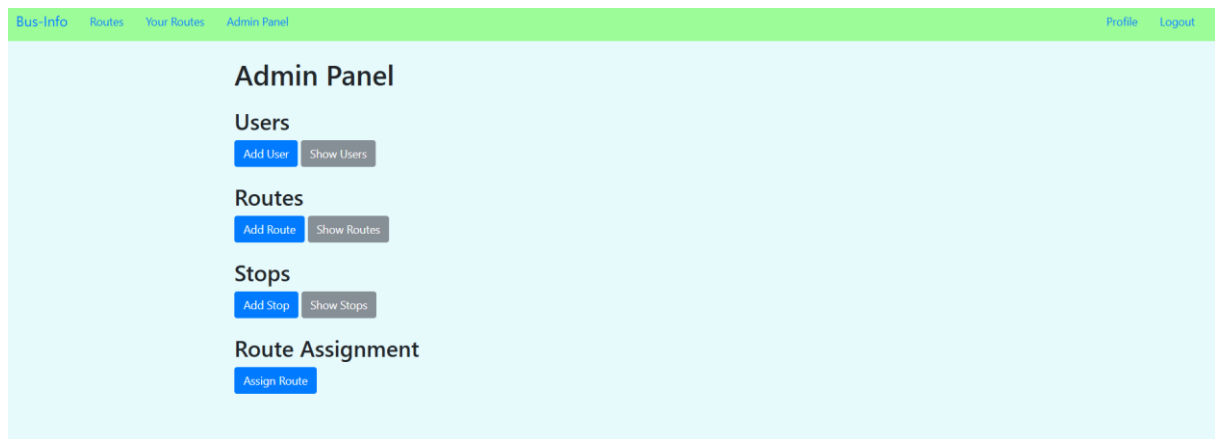 Bus-Info Routes Your Routes Admin Panel Profile Logout
Admin Panel
Users
Add User Show Users
Routes
Add Route Show Routes
Stops
Add Stop Show Stops
Route Assignment
Assign Route